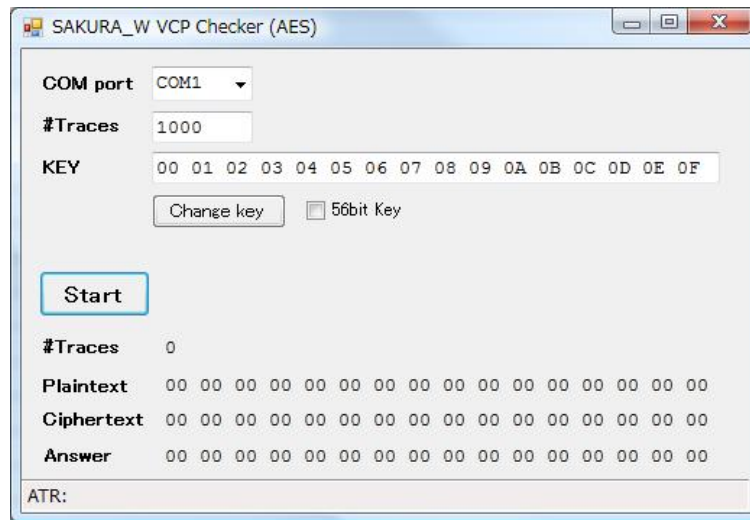 SAKURA_W VCP Checker (AES)
COM port COM1
#Traces 1000
KEY 00 01 02 03 04 05 06 07 08 09 0A 0B 0C 0D 0E 0F
Change key 56bit Key
Start
#Traces 0
Plaintext 00 00 00 00 00 00 00 00 00 00 00 00 00 00 00 00
Ciphertext 00 00 00 00 00 00 00 00 00 00 00 00 00 00 00 00
Answer 00 00 00 00 00 00 00 00 00 00 00 00 00 00 00 00
ATR: